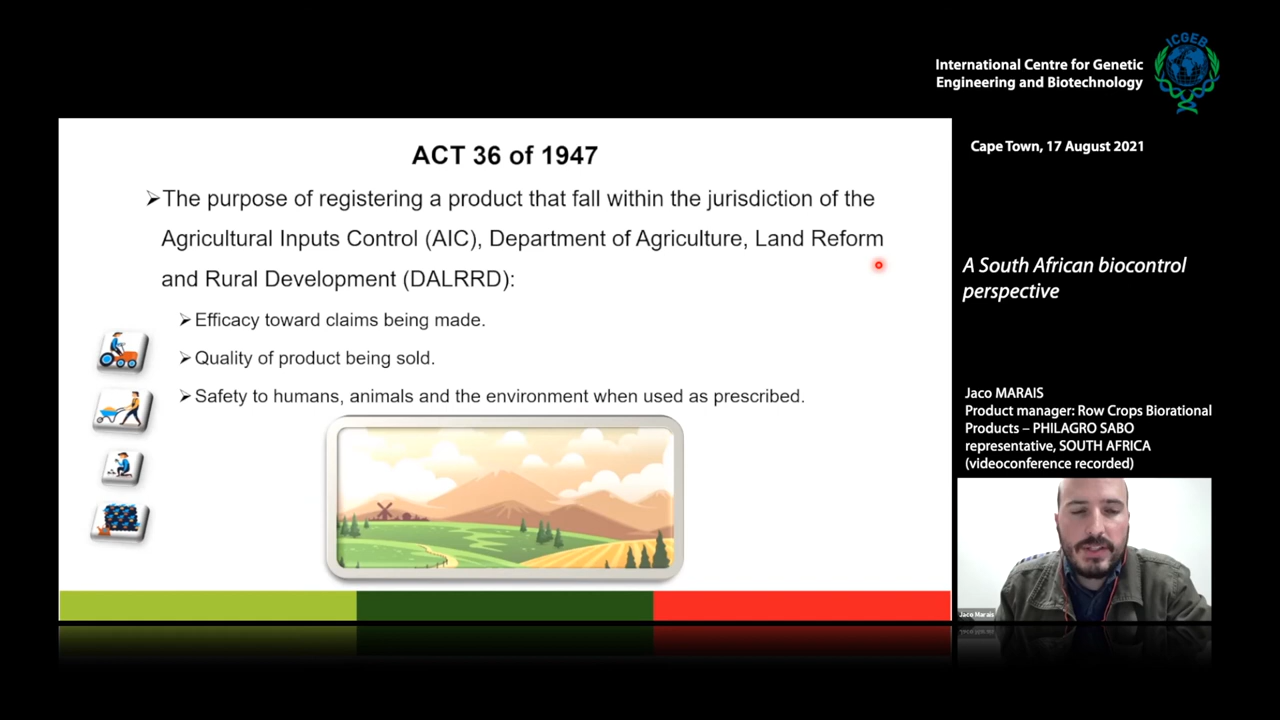 International Centre for Genetic
Engineering and Biotechnology
ICGEB
Cape Town, 17 August 2021
ACT 36 of 1947
➢The purpose of registering a product that fall within the jurisdiction of the
Agricultural Inputs Control (AIC), Department of Agriculture, Land Reform
and Rural Development (DALRRD):
➢Efficacy toward claims being made.
➢Quality of product being sold.
➢Safety to humans, animals and the environment when used as prescribed.
A South African biocontrol
perspective
Jaco MARAIS
Product manager: Row Crops Biorational
Products – PHILAGRO SABO
representative, SOUTH AFRICA
(videoconference recorded)
Jaco Marais